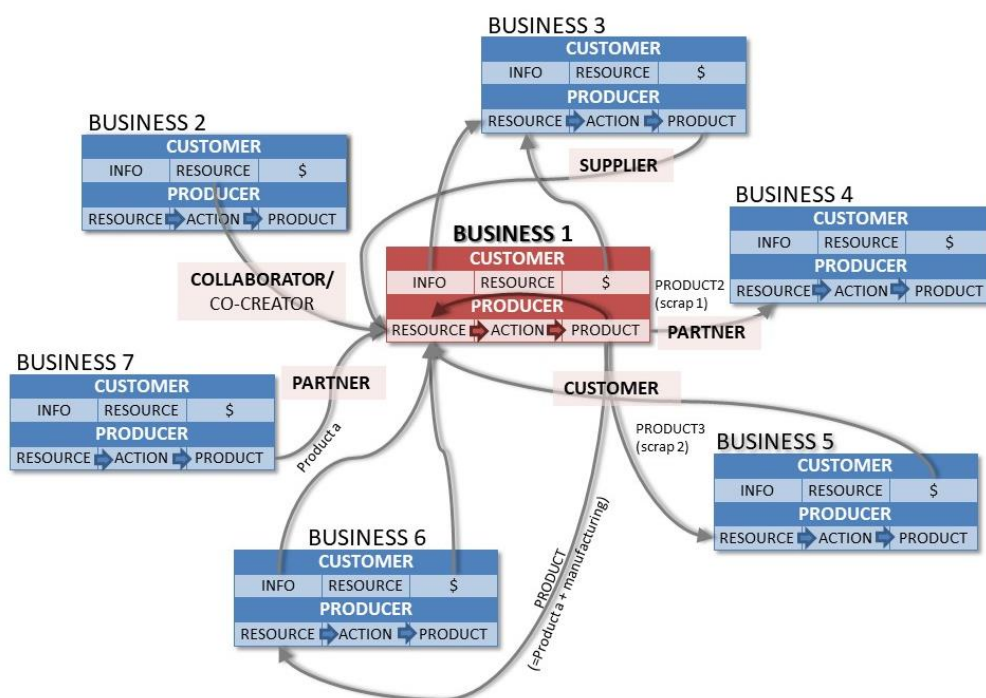 BUSINESS 3
CUSTOMER
INFO RESOURCE $
PRODUCER
RESOURCE ACTION PRODUCT
BUSINESS 2
CUSTOMER
INFO RESOURCE $
PRODUCER
RESOURCE ACTION PRODUCT
SUPPLIER
BUSINESS 4
CUSTOMER
INFO RESOURCE $
PRODUCER
RESOURCE ACTION PRODUCT
BUSINESS 1
CUSTOMER
INFO RESOURCE $
PRODUCER
RESOURCE ACTION PRODUCT
COLLABORATOR/
CO-CREATOR
PRODUCT2
(scrap 1)
PARTNER
BUSINESS 7
CUSTOMER
INFO RESOURCE $
PRODUCER
RESOURCE ACTION PRODUCT
PARTNER
Product a
CUSTOMER
PRODUCT3
(scrap 2)
BUSINESS 5
CUSTOMER
INFO RESOURCE $
PRODUCER
RESOURCE ACTION PRODUCT
BUSINESS 6
CUSTOMER
INFO RESOURCE $
PRODUCER
RESOURCE ACTION PRODUCT
PRODUCT
(=Product a + manufacturing)